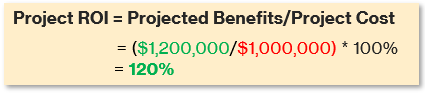 Project ROI = Projected Benefits/Project Cost
= ($1,200,000/$1,000,000) * 100%
= 120%